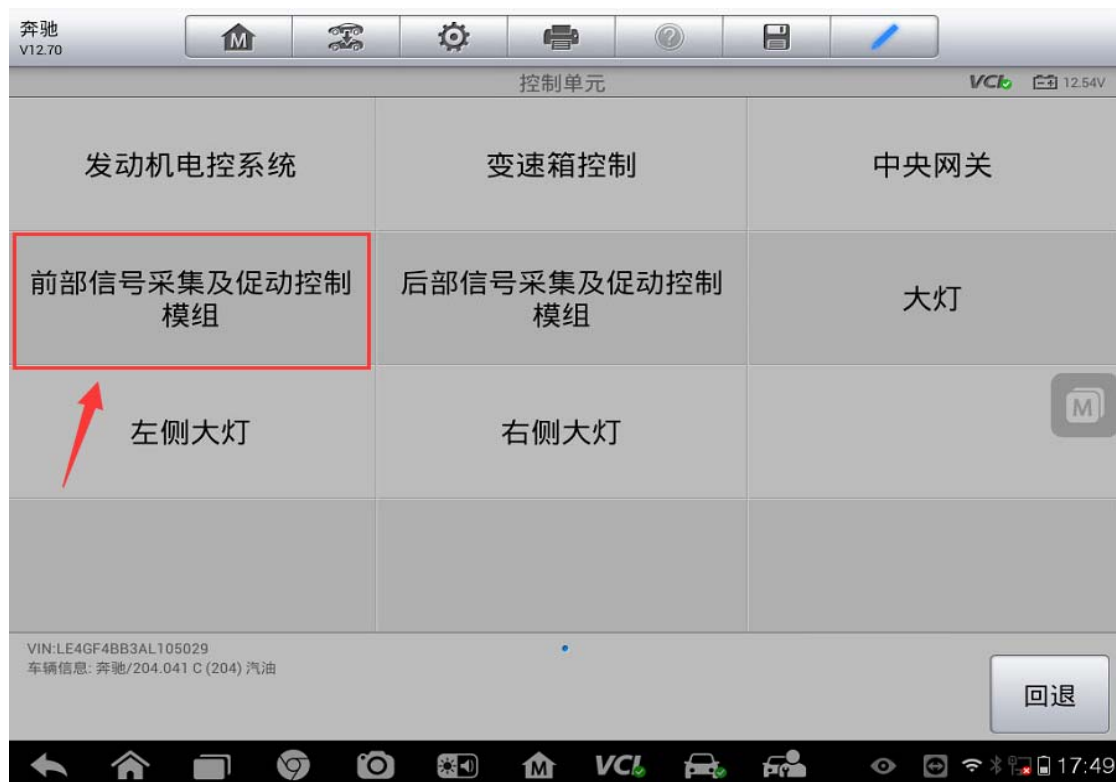 奔驰
V12.70
M
?
控制单元
VCI
12.54V
发动机电控系统
变速箱控制
中央网关
前部信号采集及促动控制
模组
后部信号采集及促动控制
模组
大灯
左侧大灯
右侧大灯
M
VIN:LE4GF4BB3AL105029
车辆信息: 奔驰/204.041 C (204) 汽油
回退
M
VCI
17:49